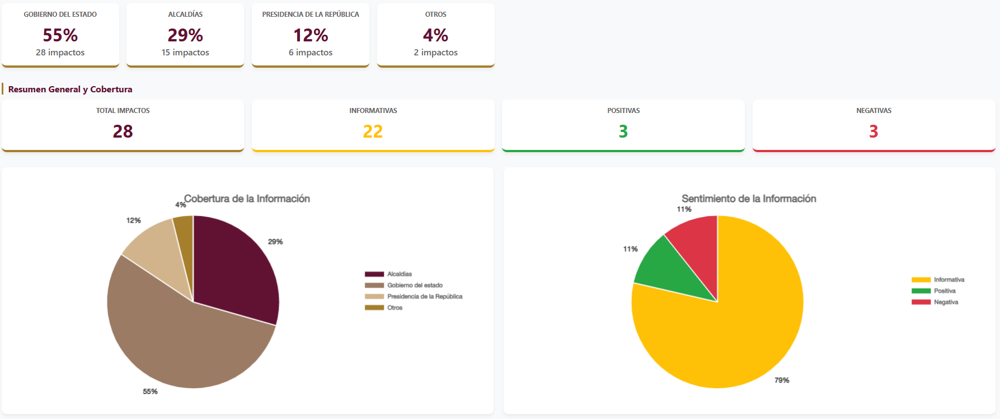 GOBIERNO DEL ESTADO
55%
28 impactos
ALCALDÍAS
29%
15 impactos
PRESIDENCIA DE LA REPÚBLICA
12%
6 impactos
OTROS
4%
2 impactos
Resumen General y Cobertura
TOTAL IMPACTOS
28
INFORMATIVAS
22
POSITIVAS
3
NEGATIVAS
3
Cobertura de la Información
4%
12%
29%
55%
Alcaldías
Gobierno del estado
Presidencia de la República
Otros
Sentimiento de la Información
11%
11%
79%
Informativa
Positiva
Negativa